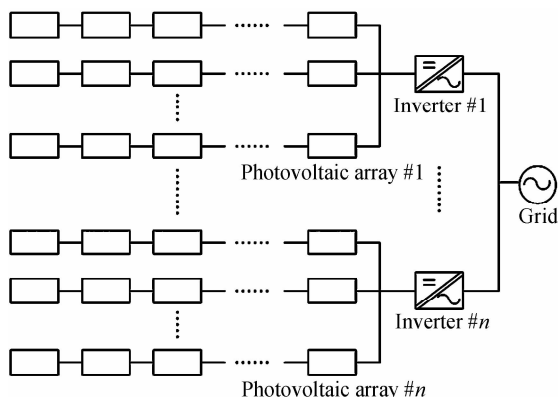 Inverter #1
Photovoltaic array #1
Grid
Inverter #n
Photovoltaic array #n